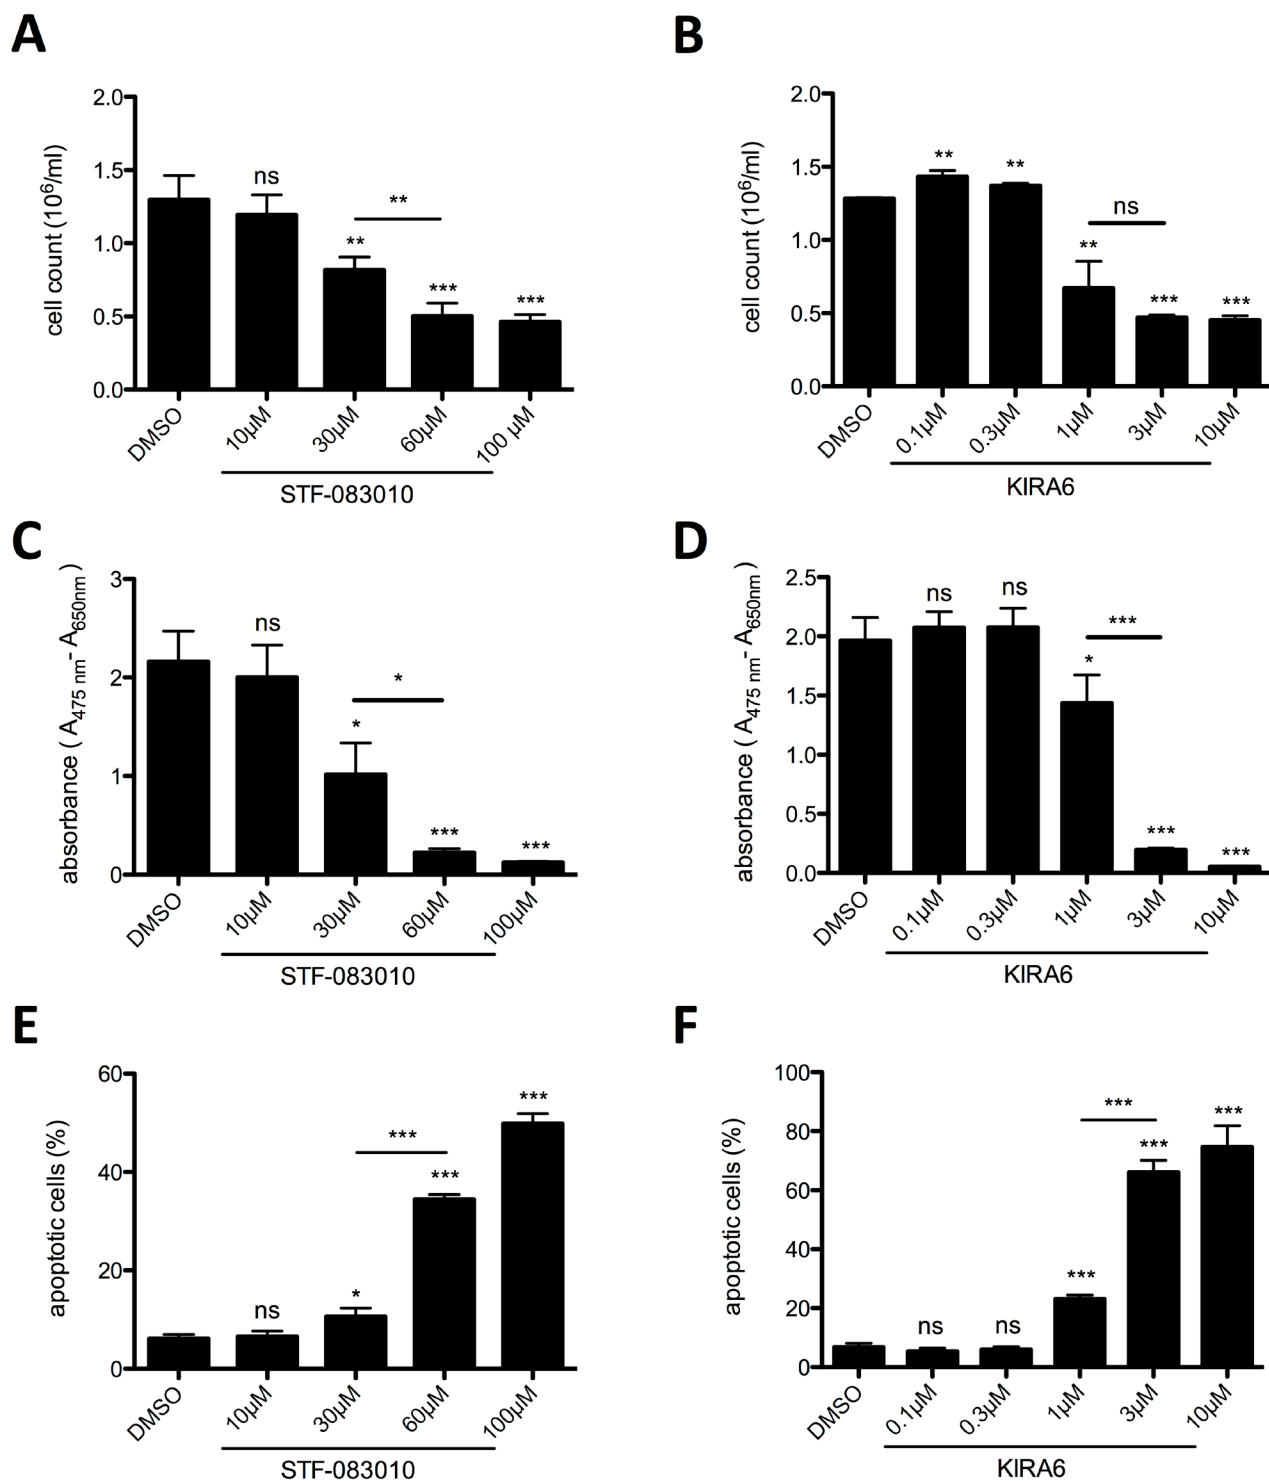 A
cell count (10⁶/ml)
2.0
1.5
1.0
0.5
0.0
ns
**
**
***
***
DMSO
10µM
30µM
60µM
100 µM
STF-083010
B
cell count (10⁶/ml)
2.0
1.5
1.0
0.5
0.0
**
**
ns
**
***
***
DMSO
0.1µM
0.3µM
1µM
3µM
10µM
KIRA6
C
absorbance ( A475 nm- A650nm )
3
2
1
0
ns
*
*
***
***
DMSO
10µM
30µM
60µM
100µM
STF-083010
D
absorbance ( A475 nm- A650nm )
2.5
2.0
1.5
1.0
0.5
0.0
ns
ns
***
*
***
***
DMSO
0.1µM
0.3µM
1µM
3µM
10µM
KIRA6
E
apoptotic cells (%)
60
40
20
0
ns
*
***
***
***
DMSO
10µM
30µM
60µM
100µM
STF-083010
F
apoptotic cells (%)
100
80
60
40
20
0
ns
ns
***
***
***
***
DMSO
0.1µM
0.3µM
1µM
3µM
10µM
KIRA6